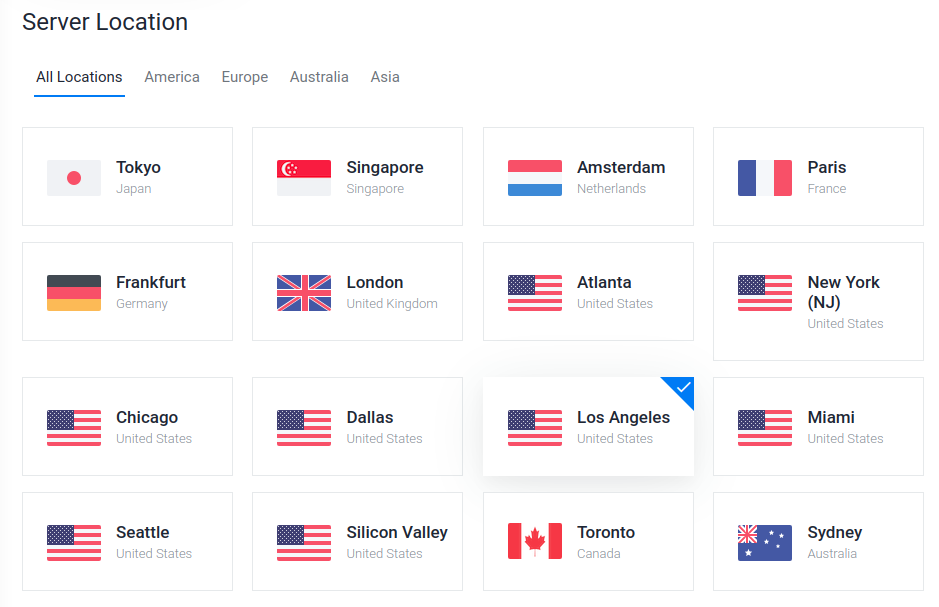 Server Location
All Locations America Europe Australia Asia
Tokyo
Japan
Singapore
Singapore
Amsterdam
Netherlands
Paris
France
Frankfurt
Germany
London
United Kingdom
Atlanta
United States
New York
(NJ)
United States
Chicago
United States
Dallas
United States
Los Angeles
United States
Miami
United States
Seattle
United States
Silicon Valley
United States
Toronto
Canada
Sydney
Australia